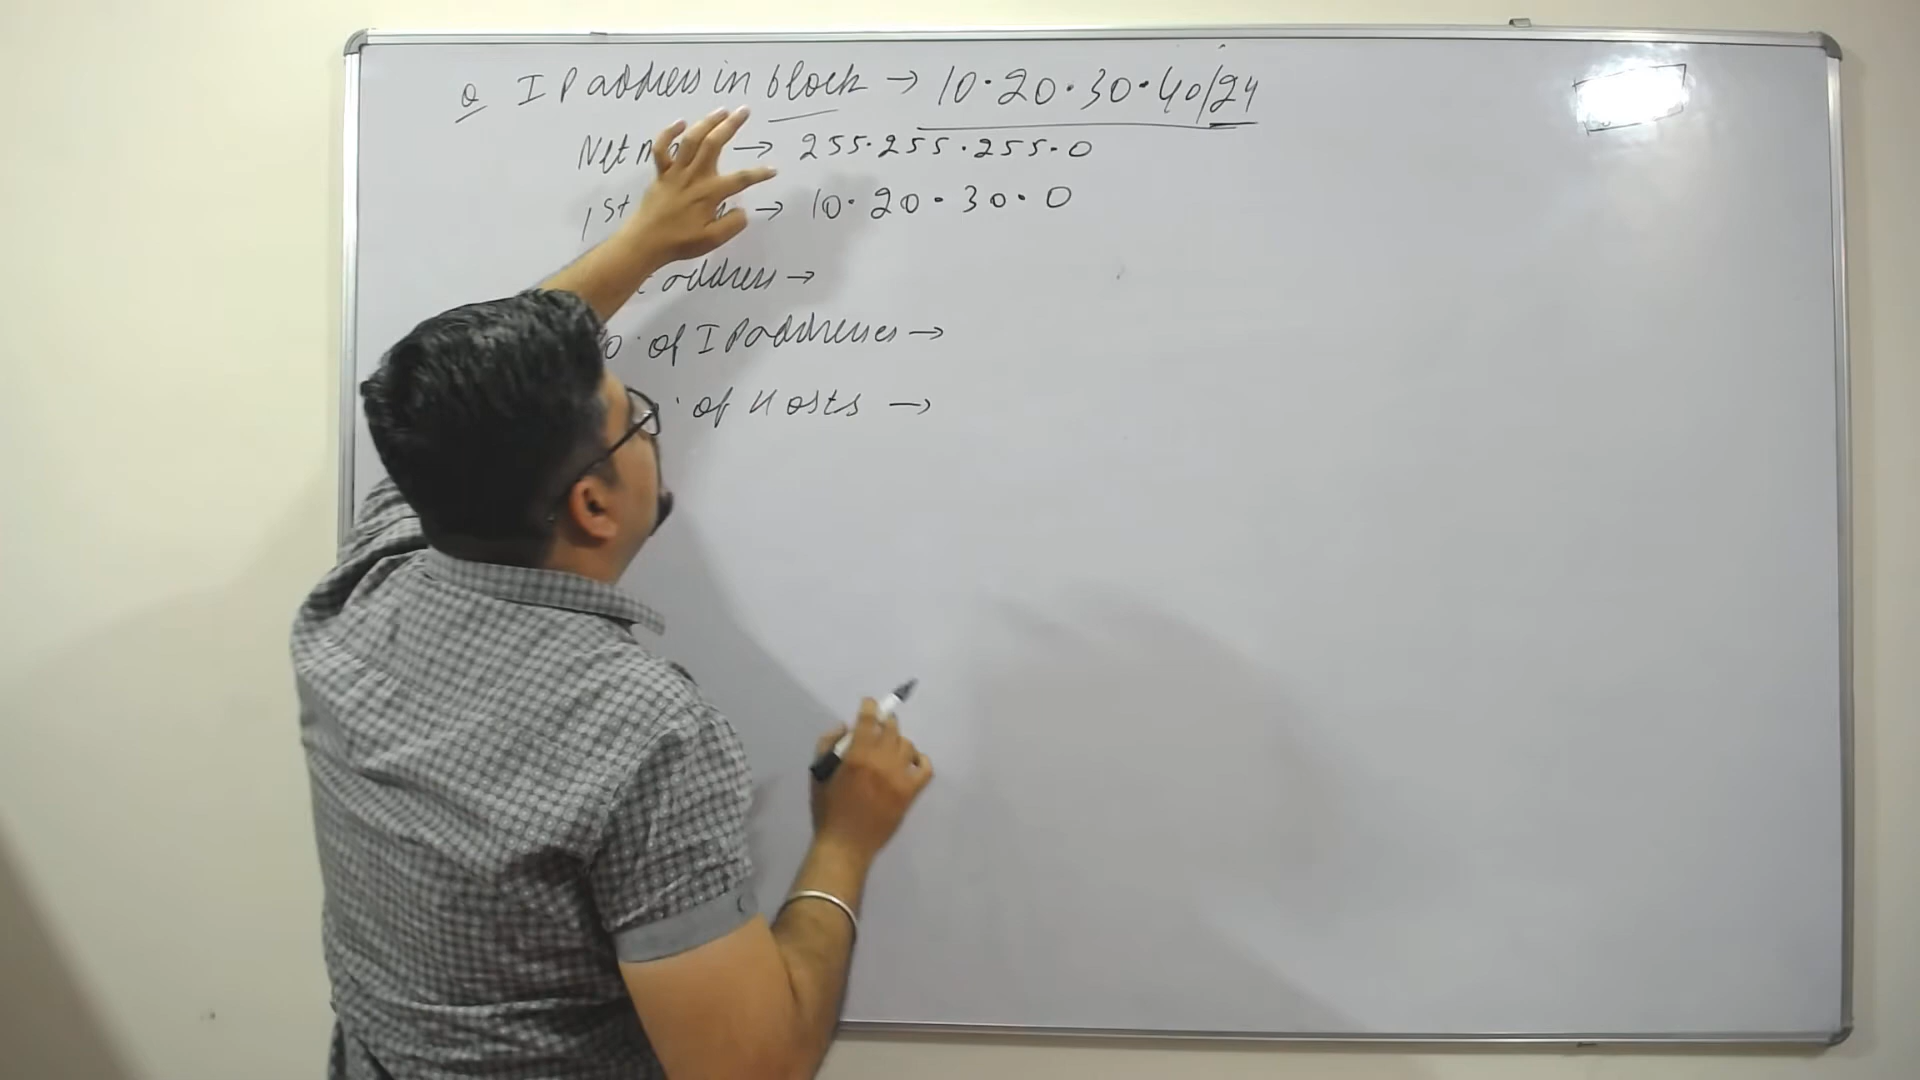 Q IP address in block → 10.20.30.40/24
Net → 255.255.255.0
1st → 10.20.30.0
address →
of IP addresses →
of Hosts →